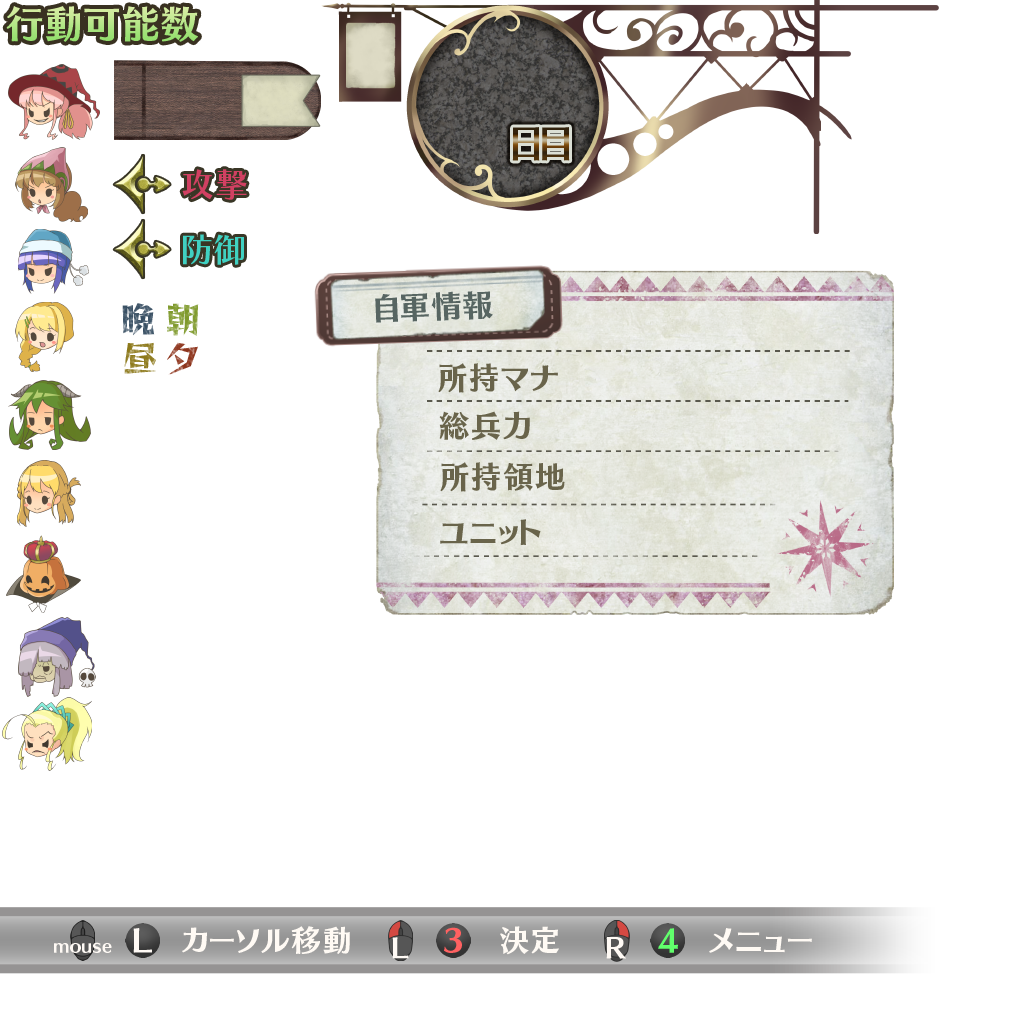 行動可能数
日目
攻撃
防御
晩 朝
昼 夕
自軍情報
所持マナ
総兵力
所持領地
ユニット
mouse L カーソル移動 L 3 決定 R 4 メニュー